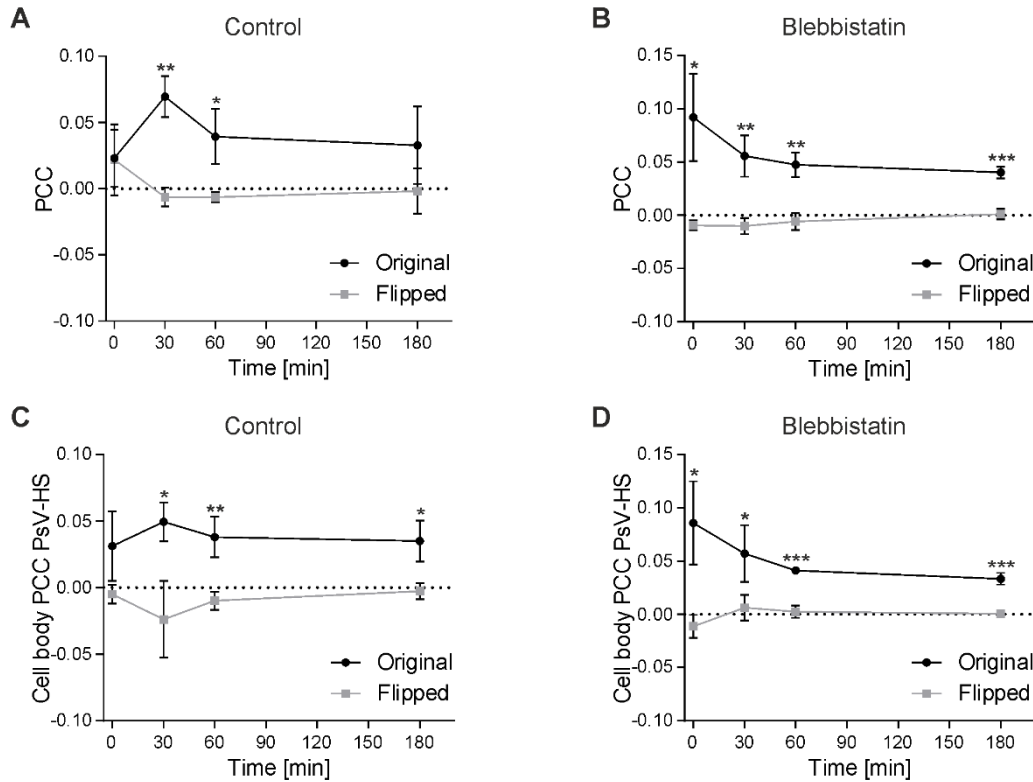 A
Control
PCC
0.10
0.05
0.00
-0.05
-0.10
**
*
Original
Flipped
0 30 60 90 120 150 180
Time [min]
B
Blebbistatin
PCC
0.15
0.10
0.05
0.00
-0.05
-0.10
*
**
**
***
Original
Flipped
0 30 60 90 120 150 180
Time [min]
C
Control
Cell body PCC PsV-HS
0.10
0.05
0.00
-0.05
-0.10
*
**
*
Original
Flipped
0 30 60 90 120 150 180
Time [min]
D
Blebbistatin
Cell body PCC PsV-HS
0.15
0.10
0.05
0.00
-0.05
-0.10
*
*
***
***
Original
Flipped
0 30 60 90 120 150 180
Time [min]